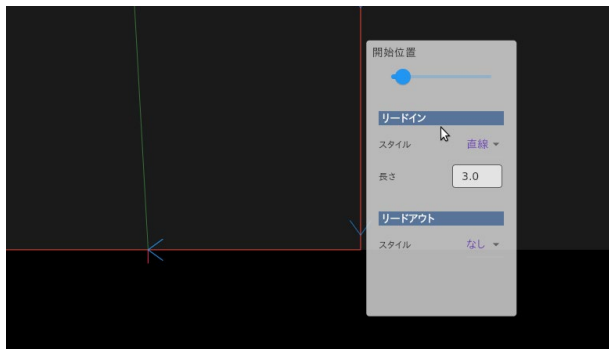 開始位置
リードイン
スタイル 直線
長さ 3.0
リードアウト
スタイル なし